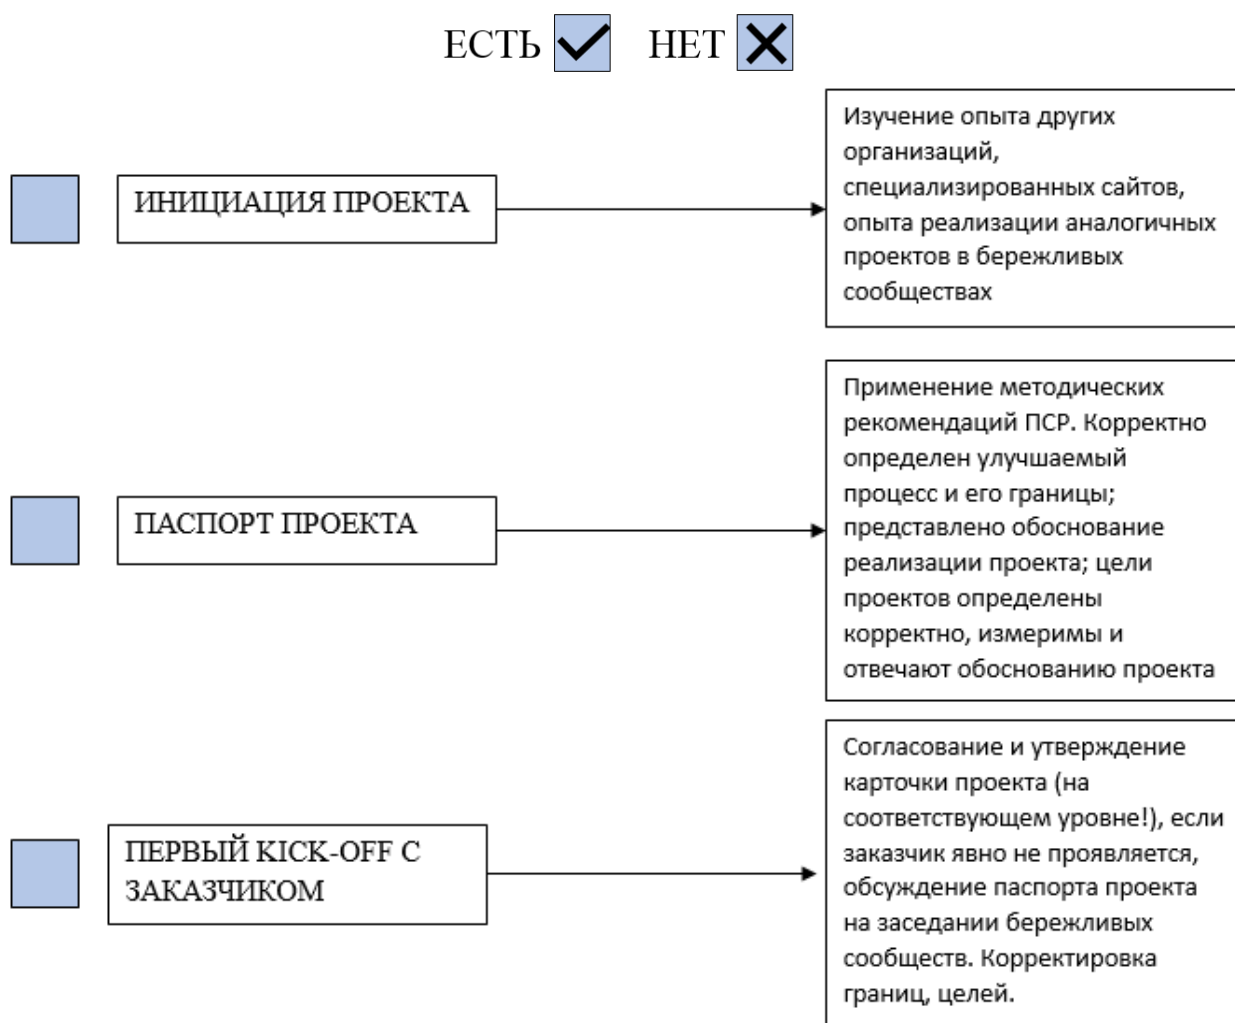 ЕСТЬ НЕТ
ИНИЦИАЦИЯ ПРОЕКТА
Изучение опыта других
организаций,
специализированных сайтов,
опыта реализации аналогичных
проектов в бережливых
сообществах
ПАСПОРТ ПРОЕКТА
Применение методических
рекомендаций ПСР. Корректно
определен улучшаемый
процесс и его границы;
представлено обоснование
реализации проекта; цели
проектов определены
корректно, измеримы и
отвечают обоснованию проекта
ПЕРВЫЙ KICK-OFF С
ЗАКАЗЧИКОМ
Согласование и утверждение
карточки проекта (на
соответствующем уровне!), если
заказчик явно не проявляется,
обсуждение паспорта проекта
на заседании бережливых
сообществ. Корректировка
границ, целей.